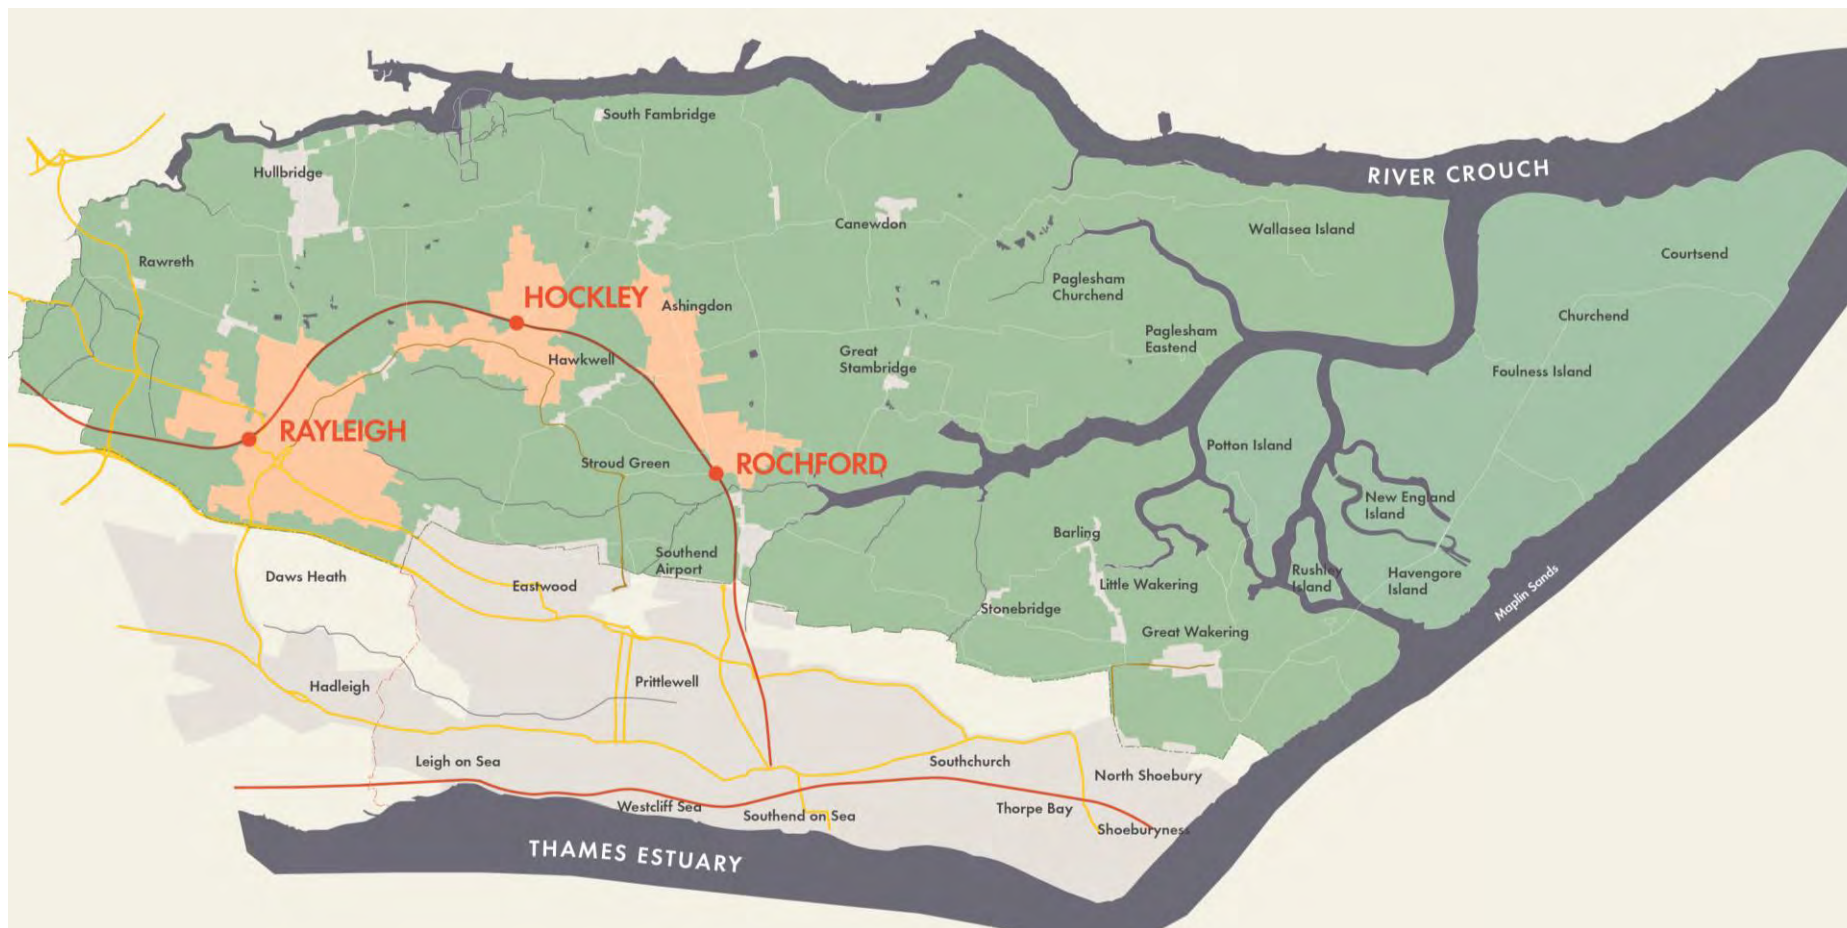 South Fambridge
Hullbridge
RIVER CROUCH
Canewdon
Wallasea Island
Rawreth
Courtsend
Paglesham
Churchend
HOCKLEY
Ashingdon
Churchend
Paglesham
Eastend
Hawkwell
Great
Stambridge
Foulness Island
RAYLEIGH
Potton Island
Stroud Green
ROCHFORD
New England
Island
Barling
Southend
Airport
Daws Heath
Eastwood
Little Wakering
Rushley
Island
Havengore
Island
Maplin Sands
Stonebridge
Great Wakering
Hadleigh
Prittlewell
Leigh on Sea
Southchurch
North Shoebury
Westcliff Sea
Southend on Sea
Thorpe Bay
Shoeburyness
THAMES ESTUARY